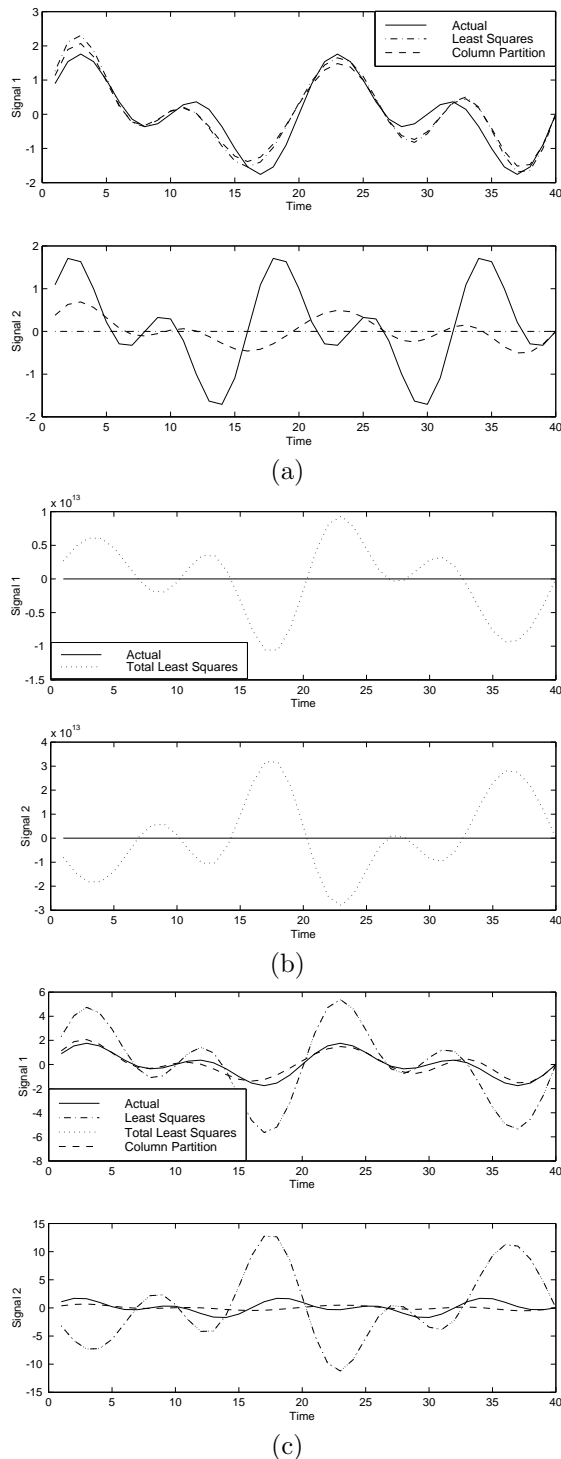 3
2
1
0
-1
-2
Signal 1
Actual
Least Squares
Column Partition
0 5 10 15 20 25 30 35 40
Time
2
1
0
-1
-2
Signal 2
0 5 10 15 20 25 30 35 40
Time
(a)
x 10^13
1
0.5
0
-0.5
-1
-1.5
Signal 1
Actual
Total Least Squares
0 5 10 15 20 25 30 35 40
Time
x 10^13
4
3
2
1
0
-1
-2
-3
Signal 2
0 5 10 15 20 25 30 35 40
Time
(b)
6
4
2
0
-2
-4
-6
-8
Signal 1
Actual
Least Squares
Total Least Squares
Column Partition
0 5 10 15 20 25 30 35 40
Time
15
10
5
0
-5
-10
-15
Signal 2
0 5 10 15 20 25 30 35 40
Time
(c)